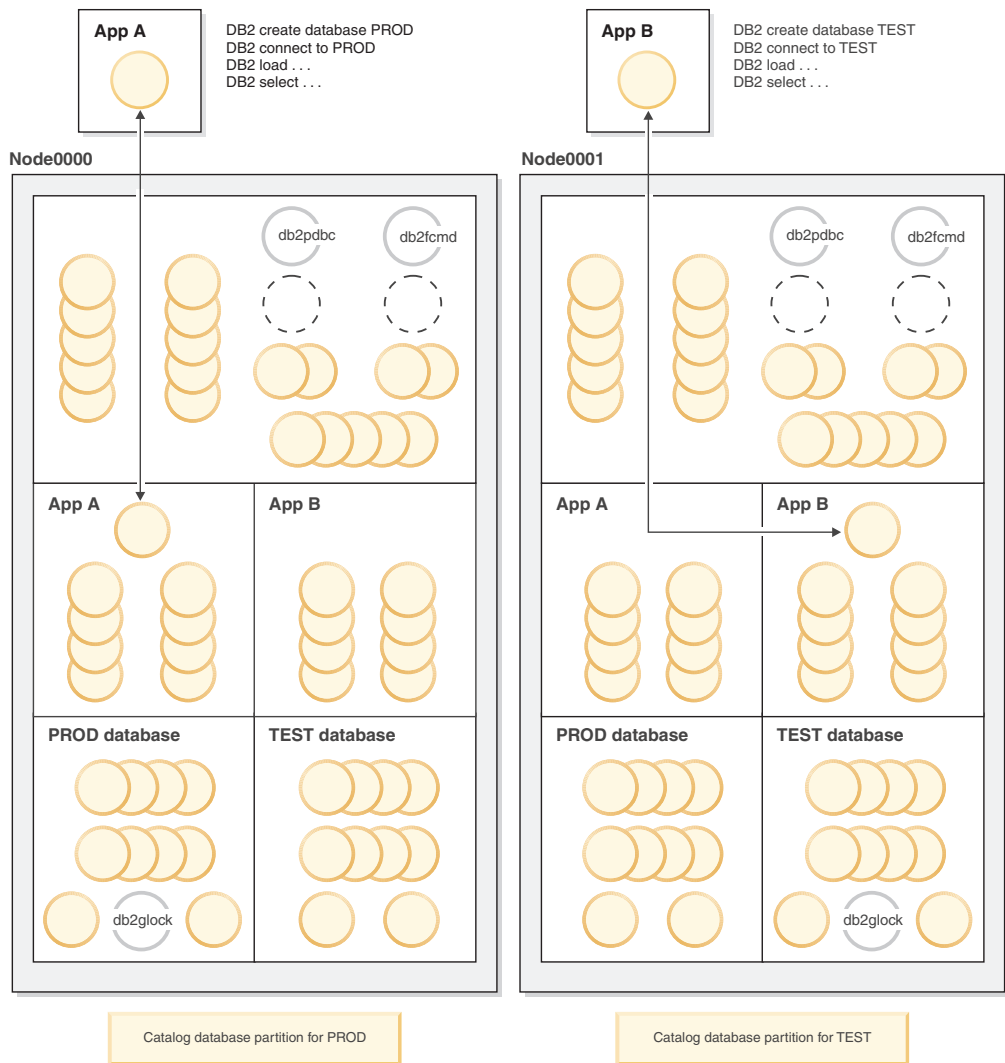 App A
DB2 create database PROD
DB2 connect to PROD
DB2 load . . .
DB2 select . . .
App B
DB2 create database TEST
DB2 connect to TEST
DB2 load . . .
DB2 select . . .
Node0000
db2pdbc
db2fcmd
App A
App B
PROD database
TEST database
db2glock
Node0001
db2pdbc
db2fcmd
App A
App B
PROD database
TEST database
db2glock
Catalog database partition for PROD
Catalog database partition for TEST